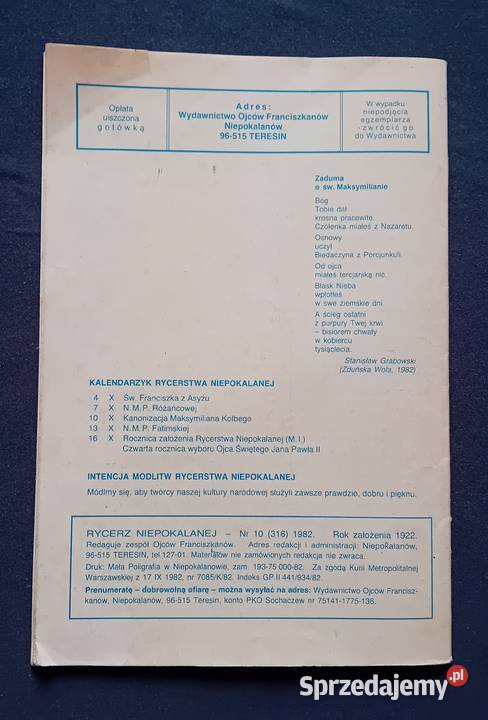 Opłata
uiszczona
gotówką
Adres:
Wydawnictwo Ojców Franciszkanów
Niepokalanów
96-515 TERESIN
W wypadku
niepodjęcia
egzemplarza
-zwrócić go
do Wydawnictwa
Zaduma
o św. Maksymilianie
Bóg
Tobie dał
krosna pracowite.
Czółenka miałeś z Nazaretu.
Osnowy
uczył
Biedaczyna z Porcjunkuli.
Od ojca
miałeś tercjarską nić.
Blask Nieba
wplotłeś
w swe ziemskie dni.
A ścieg ostatni
z purpury Twej krwi
– bisiorem chwały
w kobiercu
tysiąclecia.
Stanisław Grabowski
(Zduńska Wola, 1982)
KALENDARZYK RYCERSTWA NIEPOKALANEJ
4 X Św. Franciszka z Asyżu
7 X N.M.P. Różańcowej
10 X Kanonizacja Maksymiliana Kolbego
13 X N.M.P. Fatimskiej
16 X Rocznica założenia Rycerstwa Niepokalanej (M.I.)
Czwarta rocznica wyboru Ojca Świętego Jana Pawła II
INTENCJA MODLITW RYCERSTWA NIEPOKALANEJ
Módlmy się, aby twórcy naszej kultury narodowej służyli zawsze prawdzie, dobru i pięknu.
RYCERZ NIEPOKALANEJ – Nr 10 (316) 1982. Rok założenia 1922.
Redaguje zespół Ojców Franciszkanów. Adres redakcji i administracji: Niepokalanów,
96-515 TERESIN, tel.127-01. Materiałów nie zamówionych redakcja nie zwraca.
Druk: Mała Poligrafia w Niepokalanowie, zam. 193-75 000-82. Za zgodą Kurii Metropolitalnej
Warszawskiej z 17 IX 1982, nr 7085/K/82. Indeks GP.II.441/934/82.
Prenumeratę – dobrowolną ofiarę – można wysyłać na adres: Wydawnictwo Ojców Francisz-
kanów, Niepokalanów, 96-515 Teresin, konto PKO Sochaczew nr 75141-1775-136.
Sprzedajemy.pl